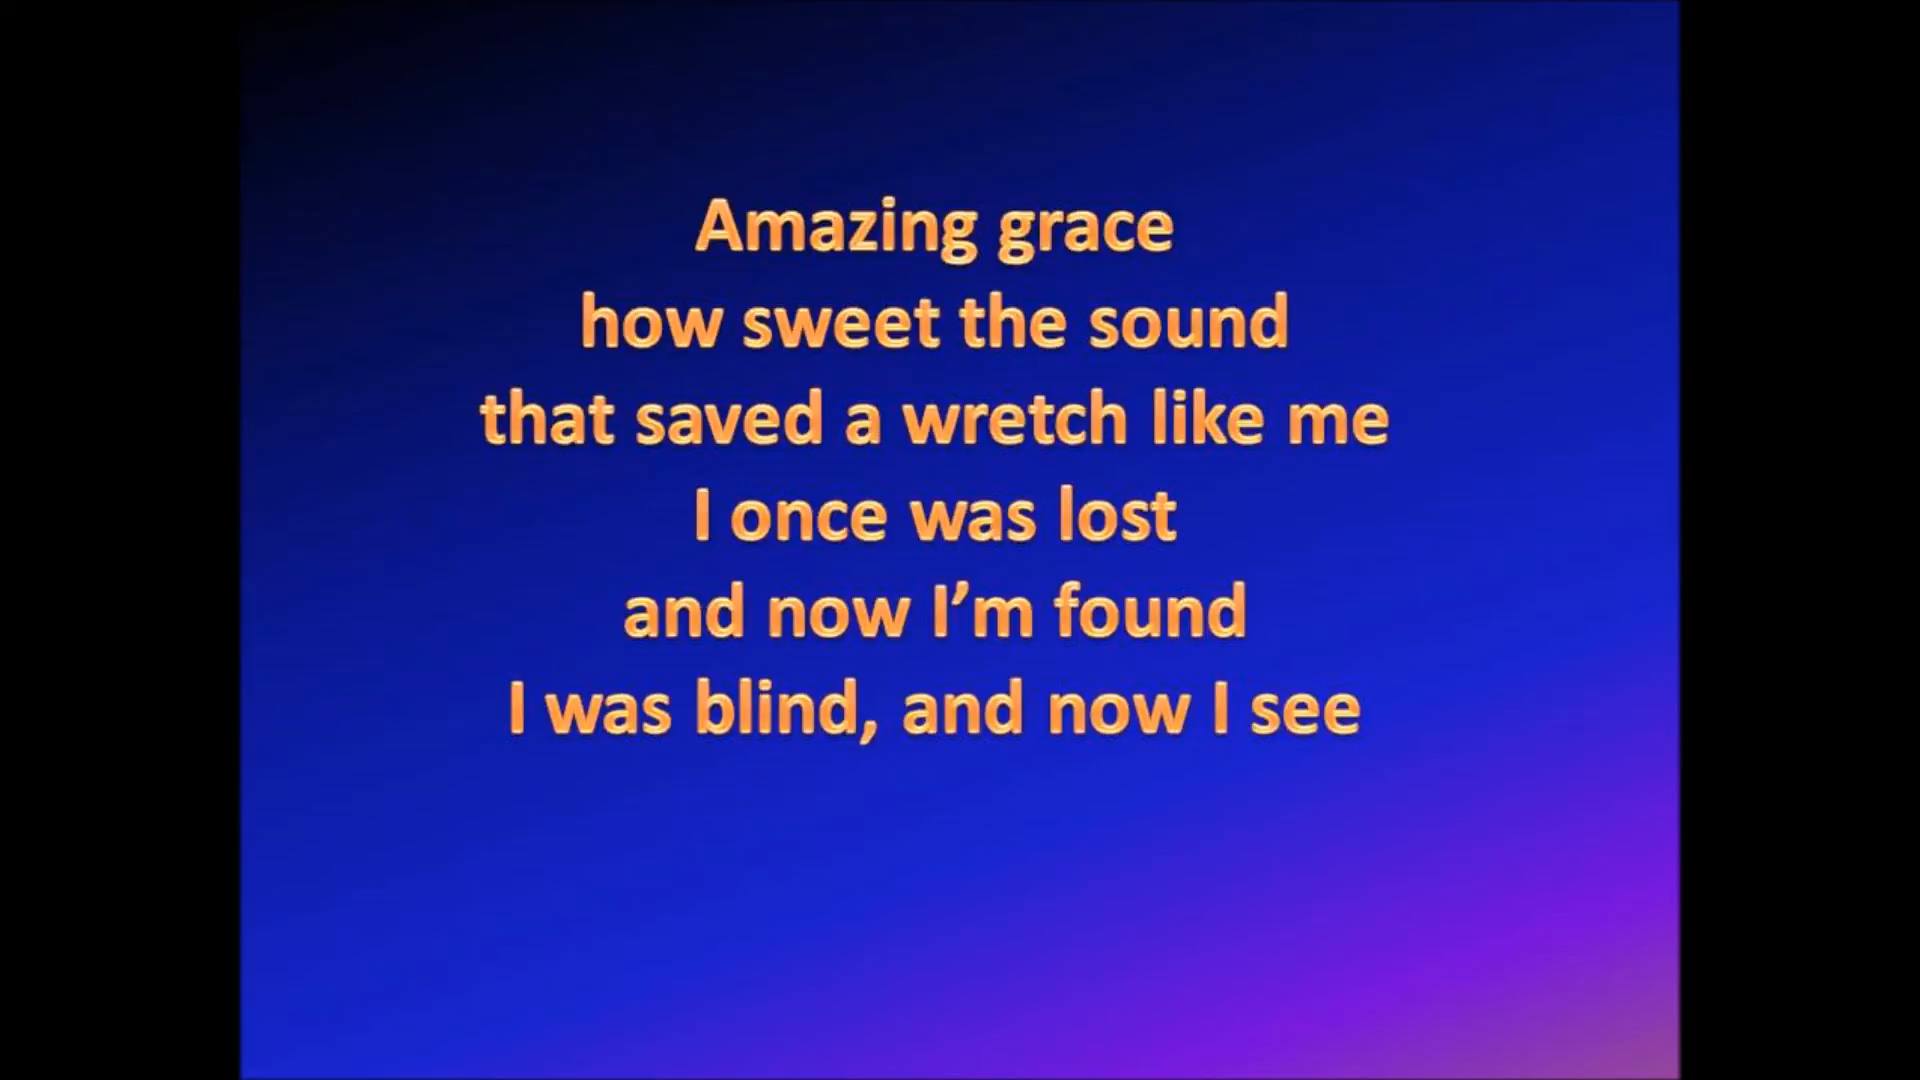 Amazing grace
how sweet the sound
that saved a wretch like me
I once was lost
and now I’m found
I was blind, and now I see